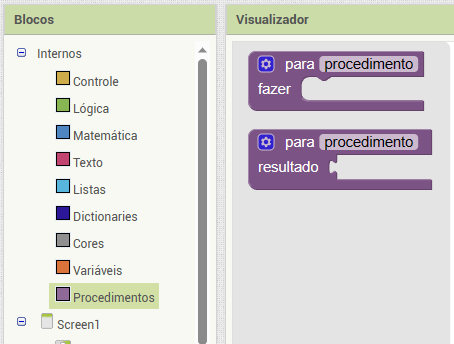 Blocos
Internos
Controle
Lógica
Matemática
Texto
Listas
Dictionaries
Cores
Variáveis
Procedimentos
Screen1
Visualizador
para procedimento
fazer
para procedimento
resultado